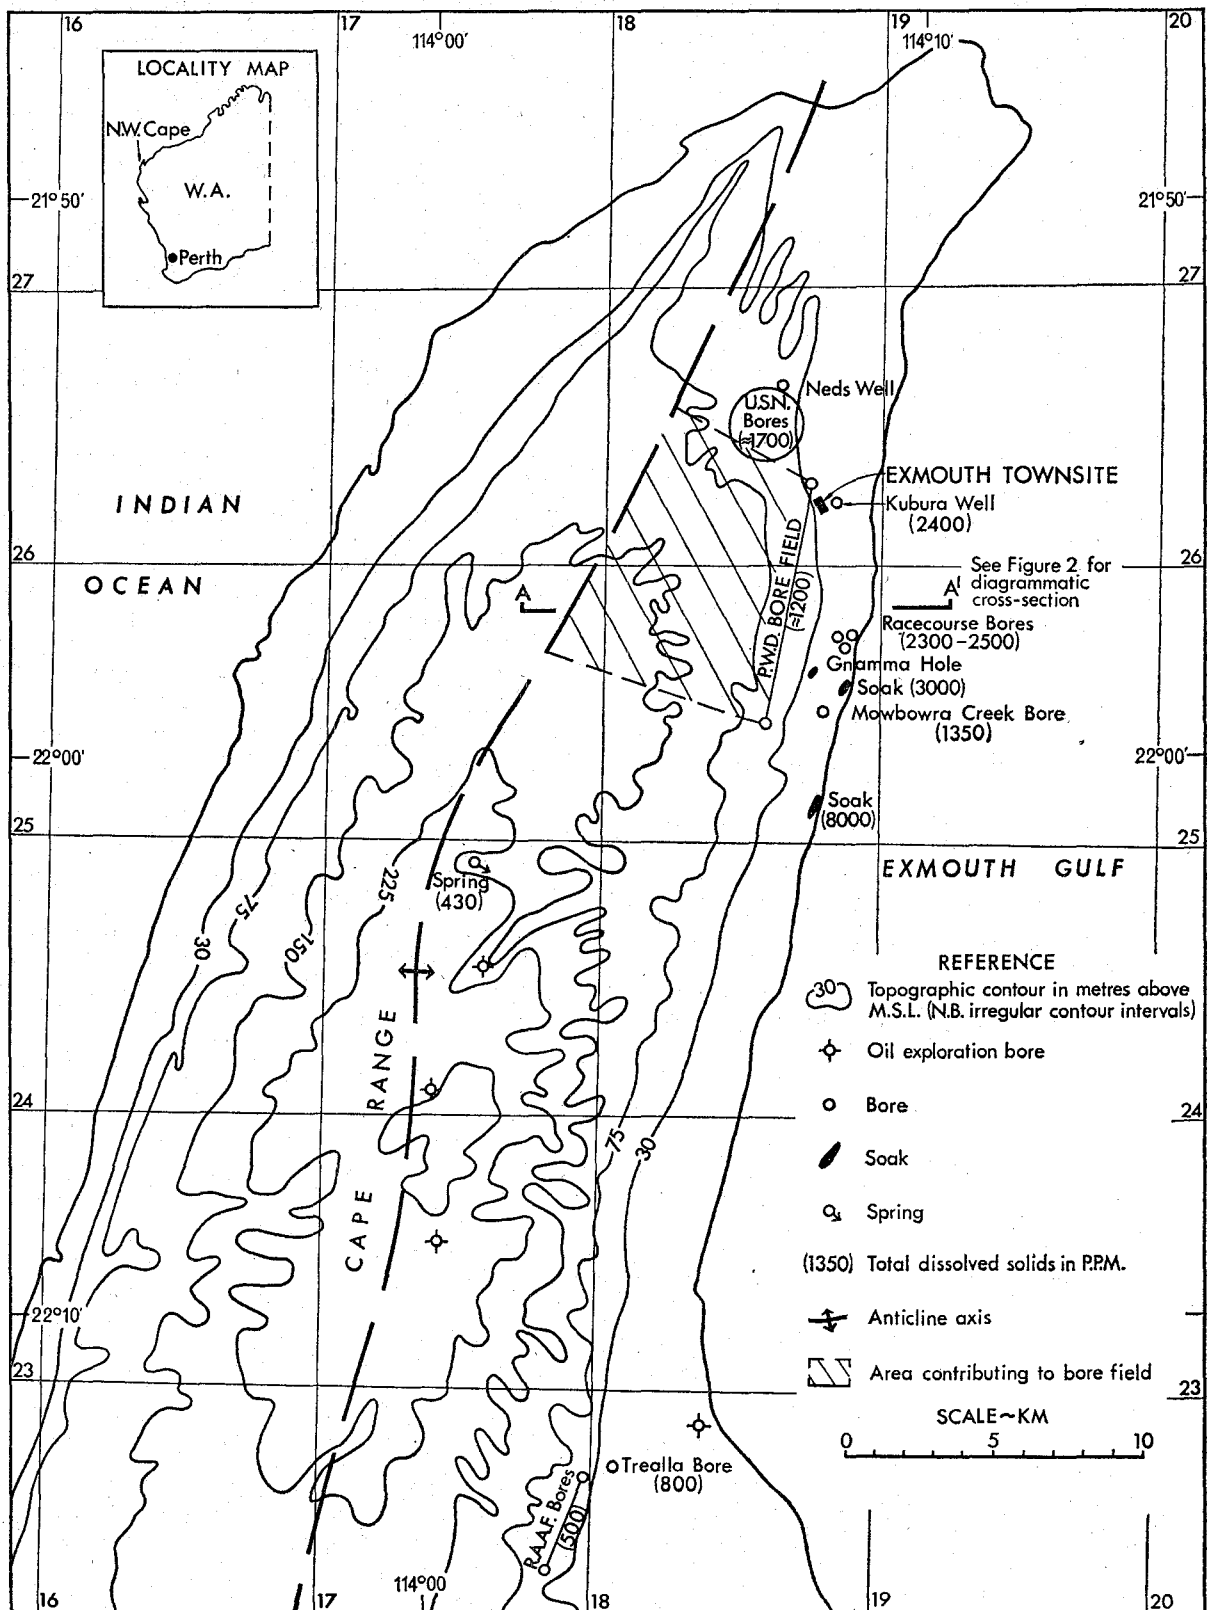 16
17
18
19
20
114°00'
114°10'
LOCALITY MAP
N.W. Cape
W.A.
Perth
21°50'
21°50'
27
27
Neds Well
U.S.N.
Bores
(≈1700)
EXMOUTH TOWNSITE
Kubura Well
(2400)
INDIAN
OCEAN
P.W.D. BORE FIELD
(≈1200)
26
26
See Figure 2 for
diagrammatic
cross-section
A
A'
Racecourse Bores
(2300-2500)
Gnamma Hole
Soak (3000)
Mowbowra Creek Bore
(1350)
22°00'
22°00'
Soak
(8000)
25
25
EXMOUTH GULF
Spring
(430)
225
75
150
30
CAPE RANGE
REFERENCE
30
Topographic contour in metres above
M.S.L. (N.B. irregular contour intervals)
Oil exploration bore
Bore
24
24
75
30
Soak
Spring
(1350) Total dissolved solids in P.P.M.
22°10'
Anticline axis
Area contributing to bore field
23
23
SCALE~KM
0 5 10
Trealla Bore
(800)
R.A.A.F. Bores
(500)
114°00
16
17
18
19
20